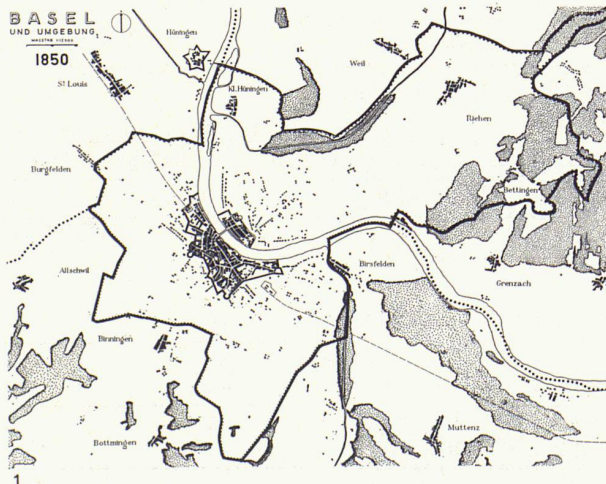 BASEL
UND UMGEBUNG
1850
Hüningen
St Louis
Kl. Hüningen
Weil
Riehen
Burgfelden
Bettingen
Allschwil
Birsfelden
Grenzach
Binningen
Bottmingen
Muttenz
1